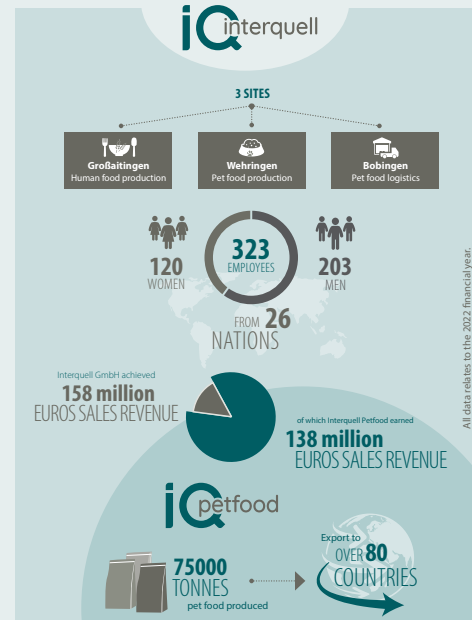 iQ interquell
3 SITES
Großaitingen
Human food production
Wehringen
Pet food production
Bobingen
Pet food logistics
120
WOMEN
323
EMPLOYEES
203
MEN
FROM 26
NATIONS
Interquell GmbH achieved
158 million
EUROS SALES REVENUE
of which Interquell Petfood earned
138 million
EUROS SALES REVENUE
iQ petfood
75000
TONNES
pet food produced
Export to
OVER 80
COUNTRIES
All data relates to the 2022 financial year.